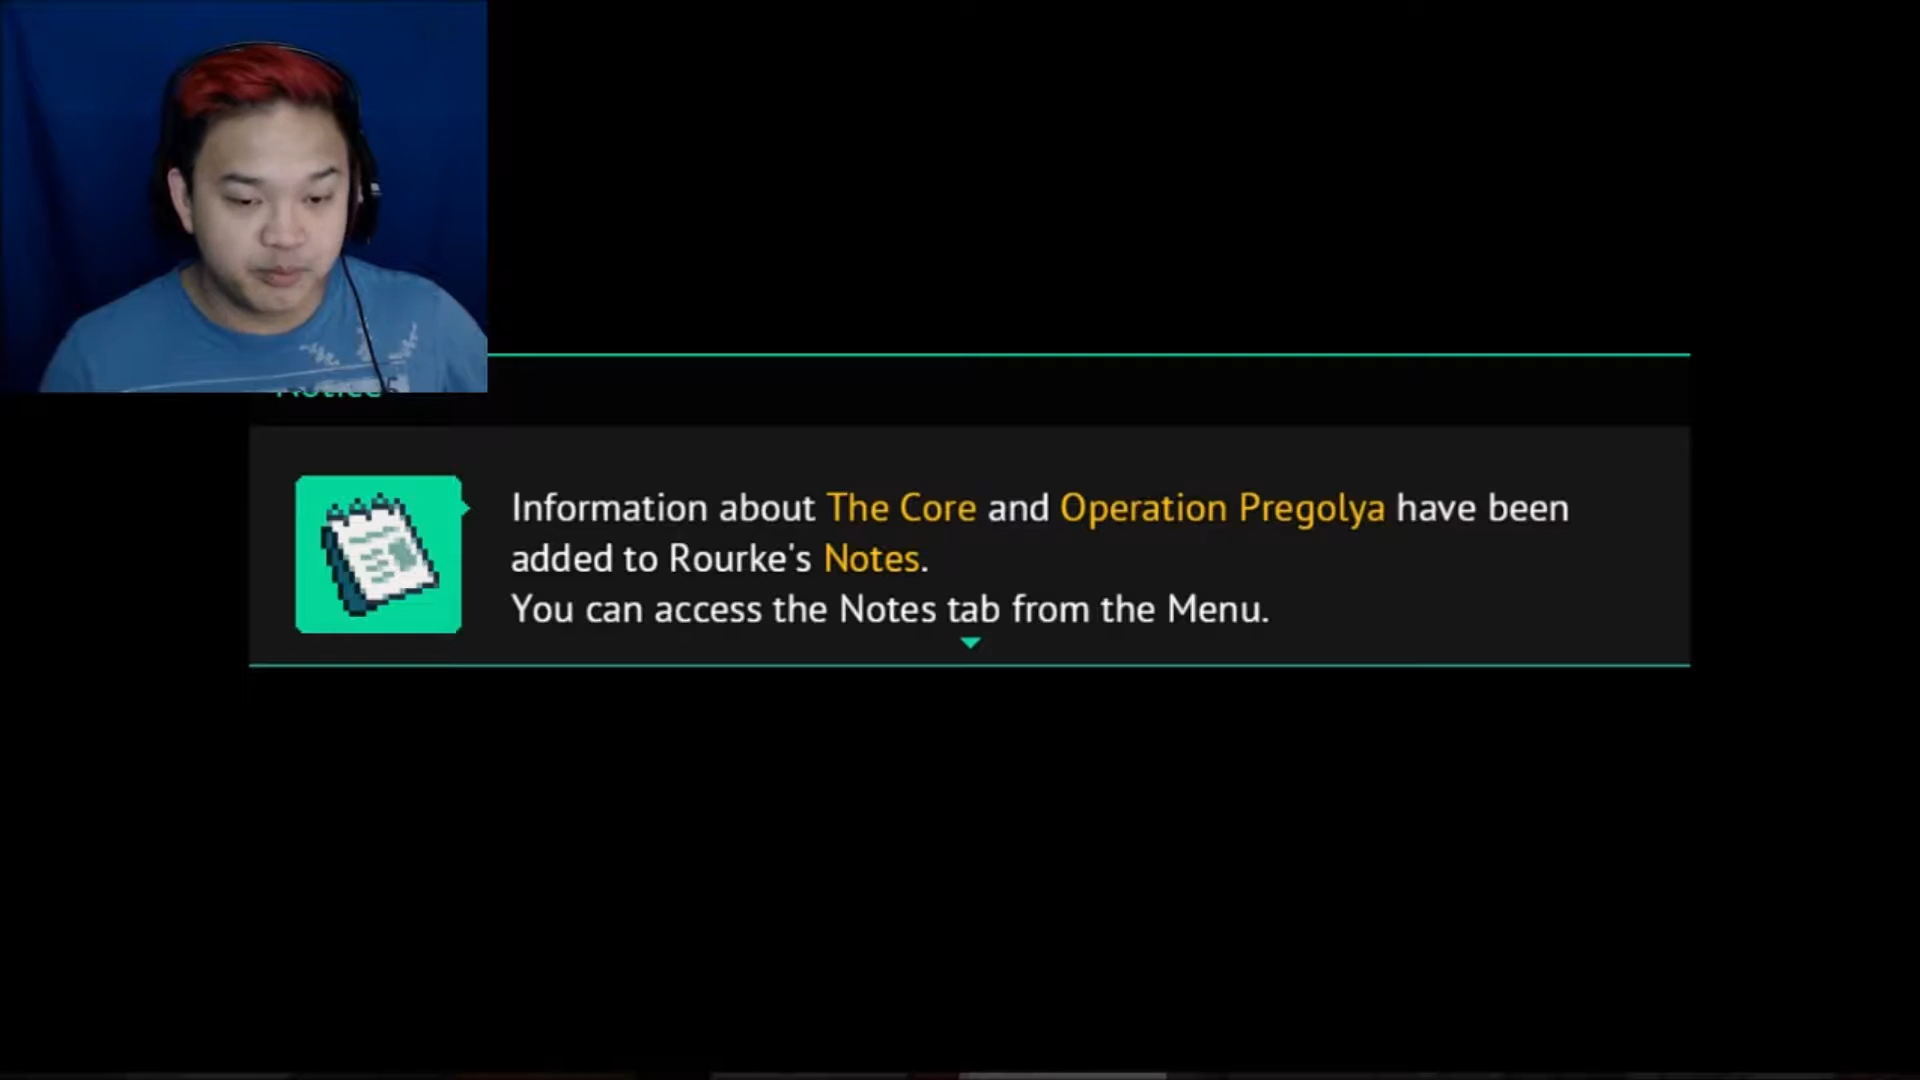 Notice
Information about The Core and Operation Pregolya have been
added to Rourke's Notes.
You can access the Notes tab from the Menu.